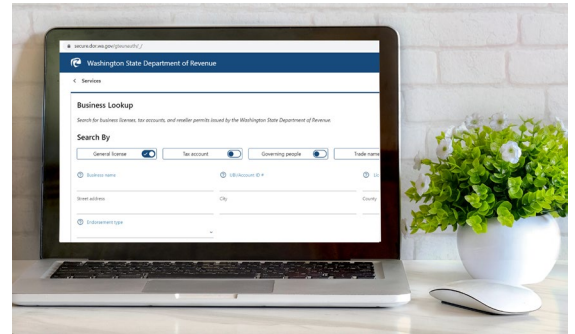 secure.dor.wa.gov/gteunauth/_/
Washington State Department of Revenue
< Services
Business Lookup
Search for business licenses, tax accounts, and reseller permits issued by the Washington State Department of Revenue
Search By
General license Tax account Governing people Trade name
Business name UBI/Account ID #
Street address City County
Endorsement type